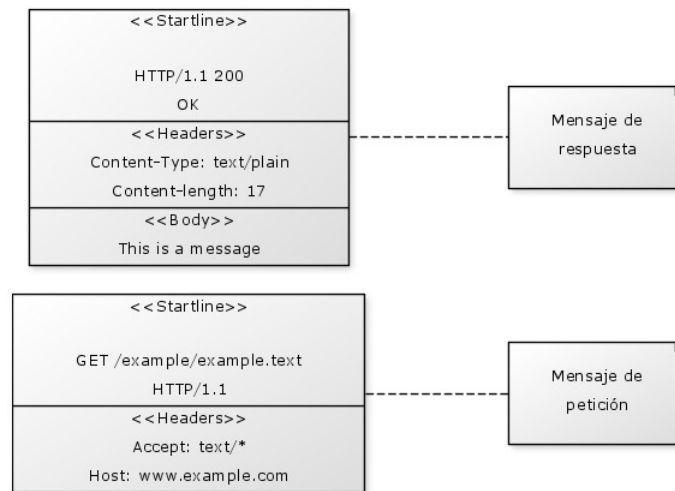 <<Startline>>
HTTP/1.1 200
OK
<<Headers>>
Content-Type: text/plain
Content-length: 17
<<Body>>
This is a message
Mensaje de
respuesta
<<Startline>>
GET /example/example.text
HTTP/1.1
<<Headers>>
Accept: text/*
Host: www.example.com
Mensaje de
petición